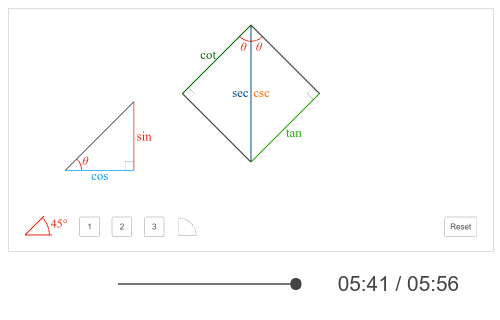 cot
θ θ
sec csc
sin
tan
θ
cos
45° 1 2 3 Reset
05:41 / 05:56